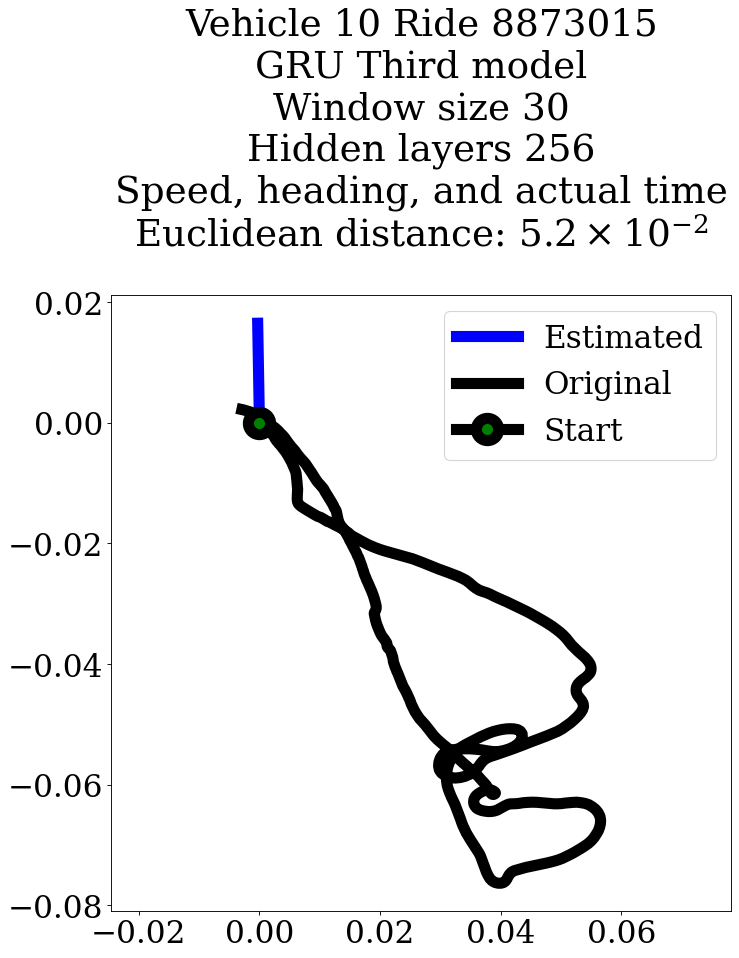 Vehicle 10 Ride 8873015
GRU Third model
Window size 30
Hidden layers 256
Speed, heading, and actual time
Euclidean distance: 5.2 × 10⁻²
0.02
0.00
−0.02
−0.04
−0.06
−0.08
Estimated
Original
Start
−0.02 0.00 0.02 0.04 0.06